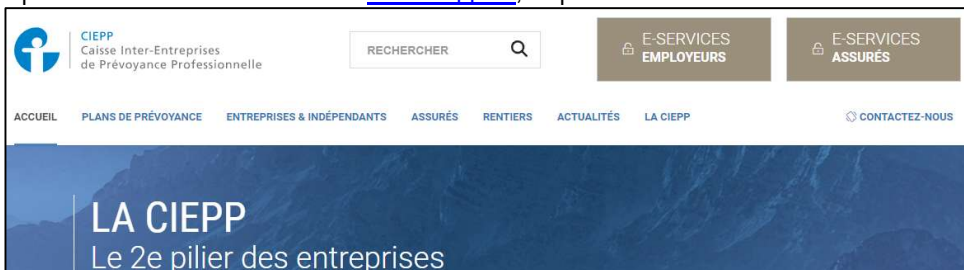 CIEPP
Caisse Inter-Entreprises
de Prévoyance Professionnelle
RECHERCHER
E-SERVICES
EMPLOYEURS
E-SERVICES
ASSURÉS
ACCUEIL PLANS DE PRÉVOYANCE ENTREPRISES & INDÉPENDANTS ASSURÉS RENTIERS ACTUALITÉS LA CIEPP CONTACTEZ-NOUS
LA CIEPP
Le 2e pilier des entreprises